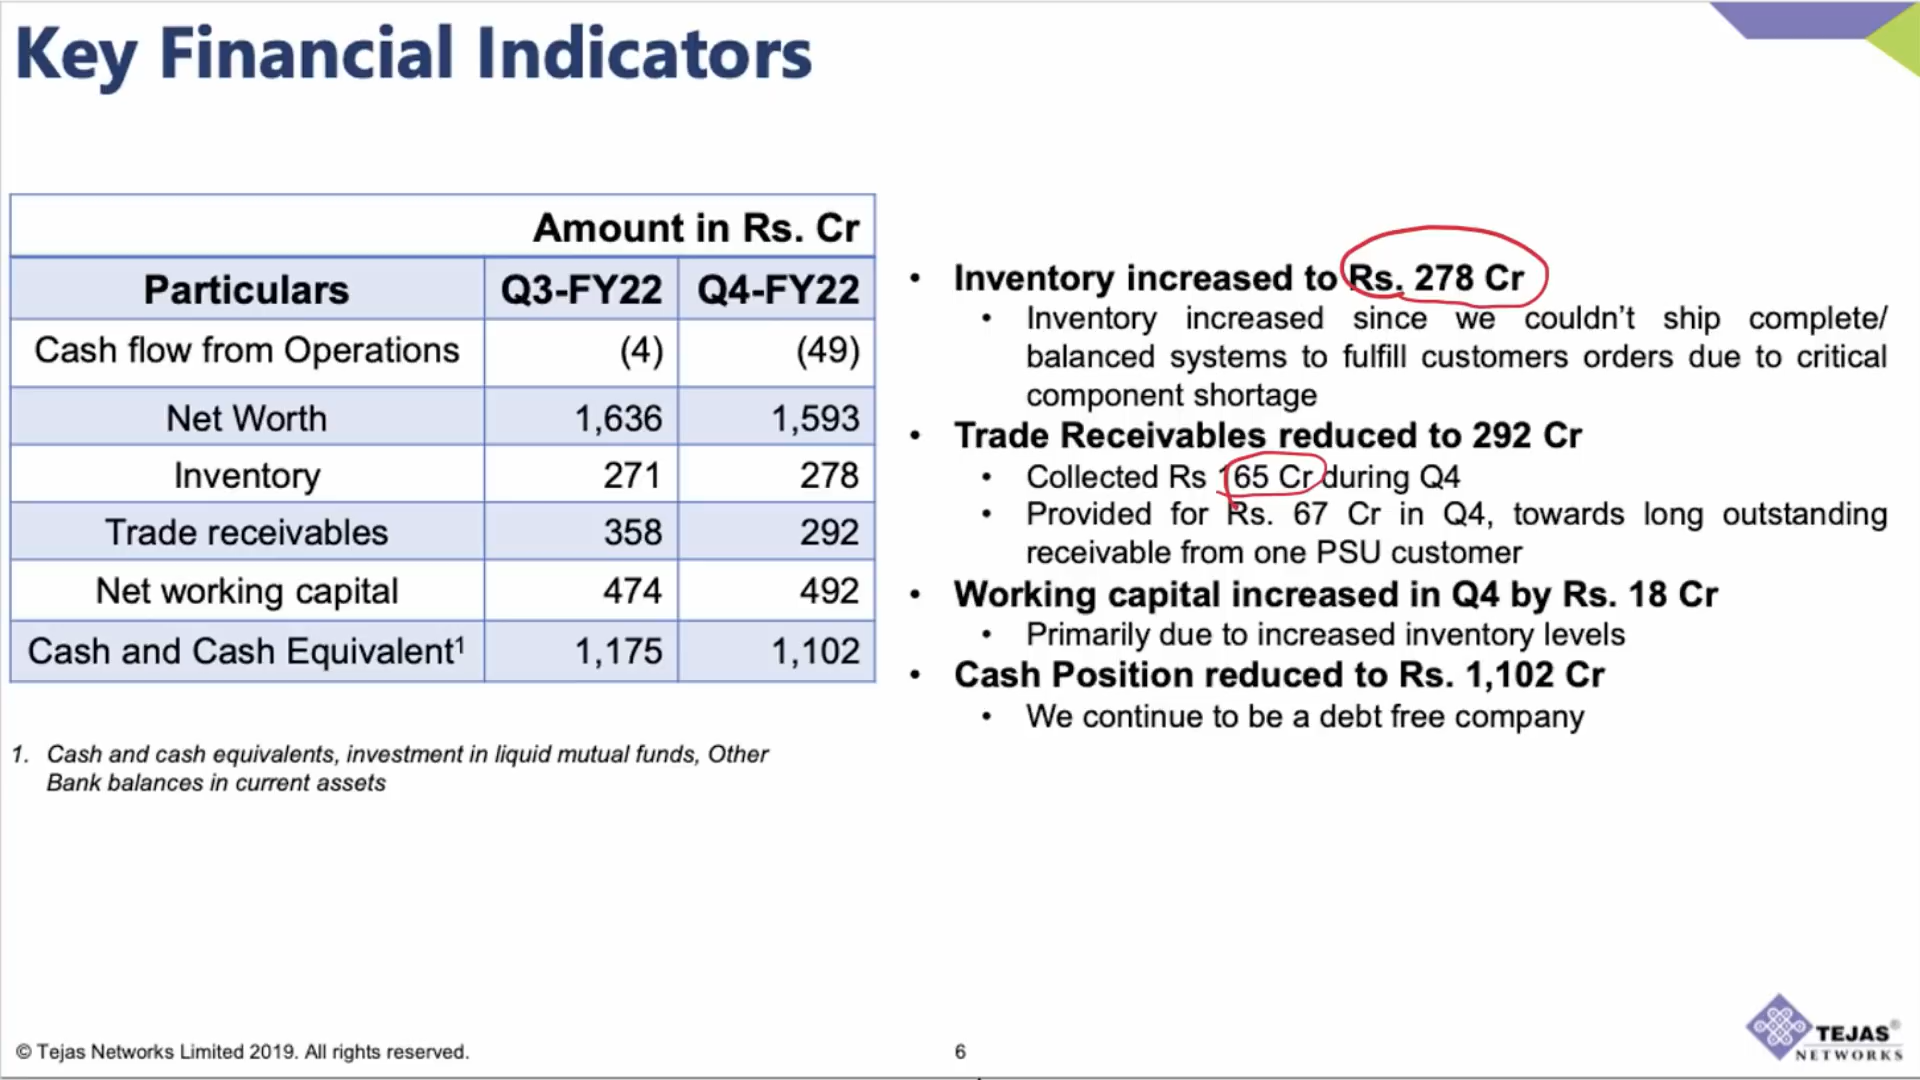 Key Financial Indicators
Amount in Rs. Cr
Particulars Q3-FY22 Q4-FY22
Cash flow from Operations (4) (49)
Net Worth 1,636 1,593
Inventory 271 278
Trade receivables 358 292
Net working capital 474 492
Cash and Cash Equivalent¹ 1,175 1,102
1. Cash and cash equivalents, investment in liquid mutual funds, Other
Bank balances in current assets
• Inventory increased to Rs. 278 Cr
• Inventory increased since we couldn’t ship complete/
balanced systems to fulfill customers orders due to critical
component shortage
• Trade Receivables reduced to 292 Cr
• Collected Rs 165 Cr during Q4
• Provided for Rs. 67 Cr in Q4, towards long outstanding
receivable from one PSU customer
• Working capital increased in Q4 by Rs. 18 Cr
• Primarily due to increased inventory levels
• Cash Position reduced to Rs. 1,102 Cr
• We continue to be a debt free company
© Tejas Networks Limited 2019. All rights reserved.
6
TEJAS®
NETWORKS